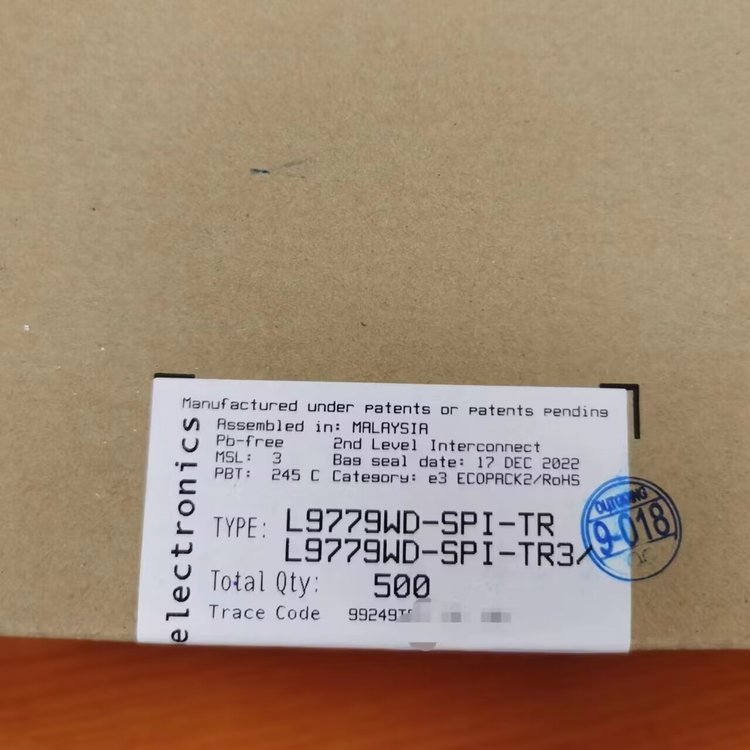 Manufactured under patents or patents pending
Assembled in: MALAYSIA
Pb-free 2nd Level Interconnect
MSL: 3 Bag seal date: 17 DEC 2022
PBT: 245 C Category: e3 ECOPACK2/RoHS
TYPE: L9779WD-SPI-TR
L9779WD-SPI-TR3/
Total Qty: 500
Trace Code 99249T
electronics
OUTGOING
9-018